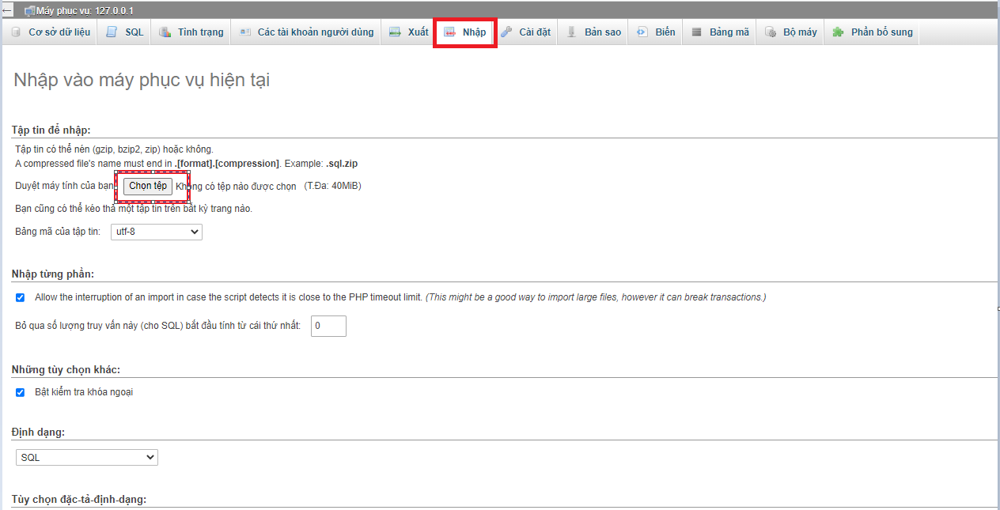 Máy phục vụ: 127.0.0.1
Cơ sở dữ liệu SQL Tình trạng Các tài khoản người dùng Xuất Nhập Cài đặt Bản sao Biến Bảng mã Bộ máy Phần bổ sung
Nhập vào máy phục vụ hiện tại
Tập tin để nhập:
Tập tin có thể nén (gzip, bzip2, zip) hoặc không.
A compressed file's name must end in .[format].[compression]. Example: .sql.zip
Duyệt máy tính của bạn Chọn tệp Không có tệp nào được chọn (T.Đa: 40MiB)
Bạn cũng có thể kéo thả một tập tin trên bất kỳ trang nào.
Bảng mã của tập tin: utf-8
Nhập từng phần:
Allow the interruption of an import in case the script detects it is close to the PHP timeout limit. (This might be a good way to import large files, however it can break transactions.)
Bỏ qua số lượng truy vấn này (cho SQL) bắt đầu tính từ cái thứ nhất: 0
Những tùy chọn khác:
Bật kiểm tra khóa ngoại
Định dạng:
SQL
Tùy chọn đặc-tả-định-dạng: